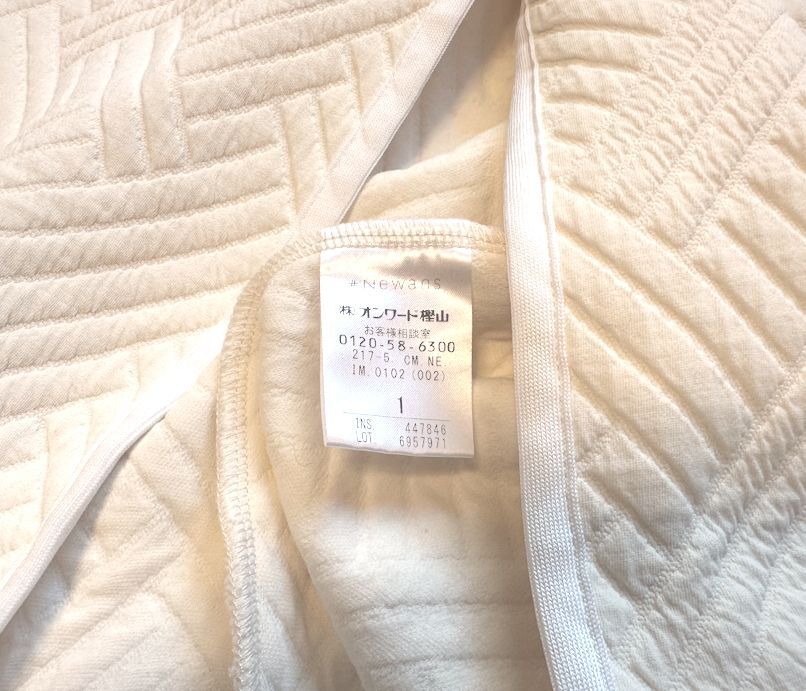 #Newans
㈱オンワード樫山
お客様相談室
0120-58-6300
217-5. CM.NE.
IM.0102(002)
1
INS. 447846
LOT. 6957971